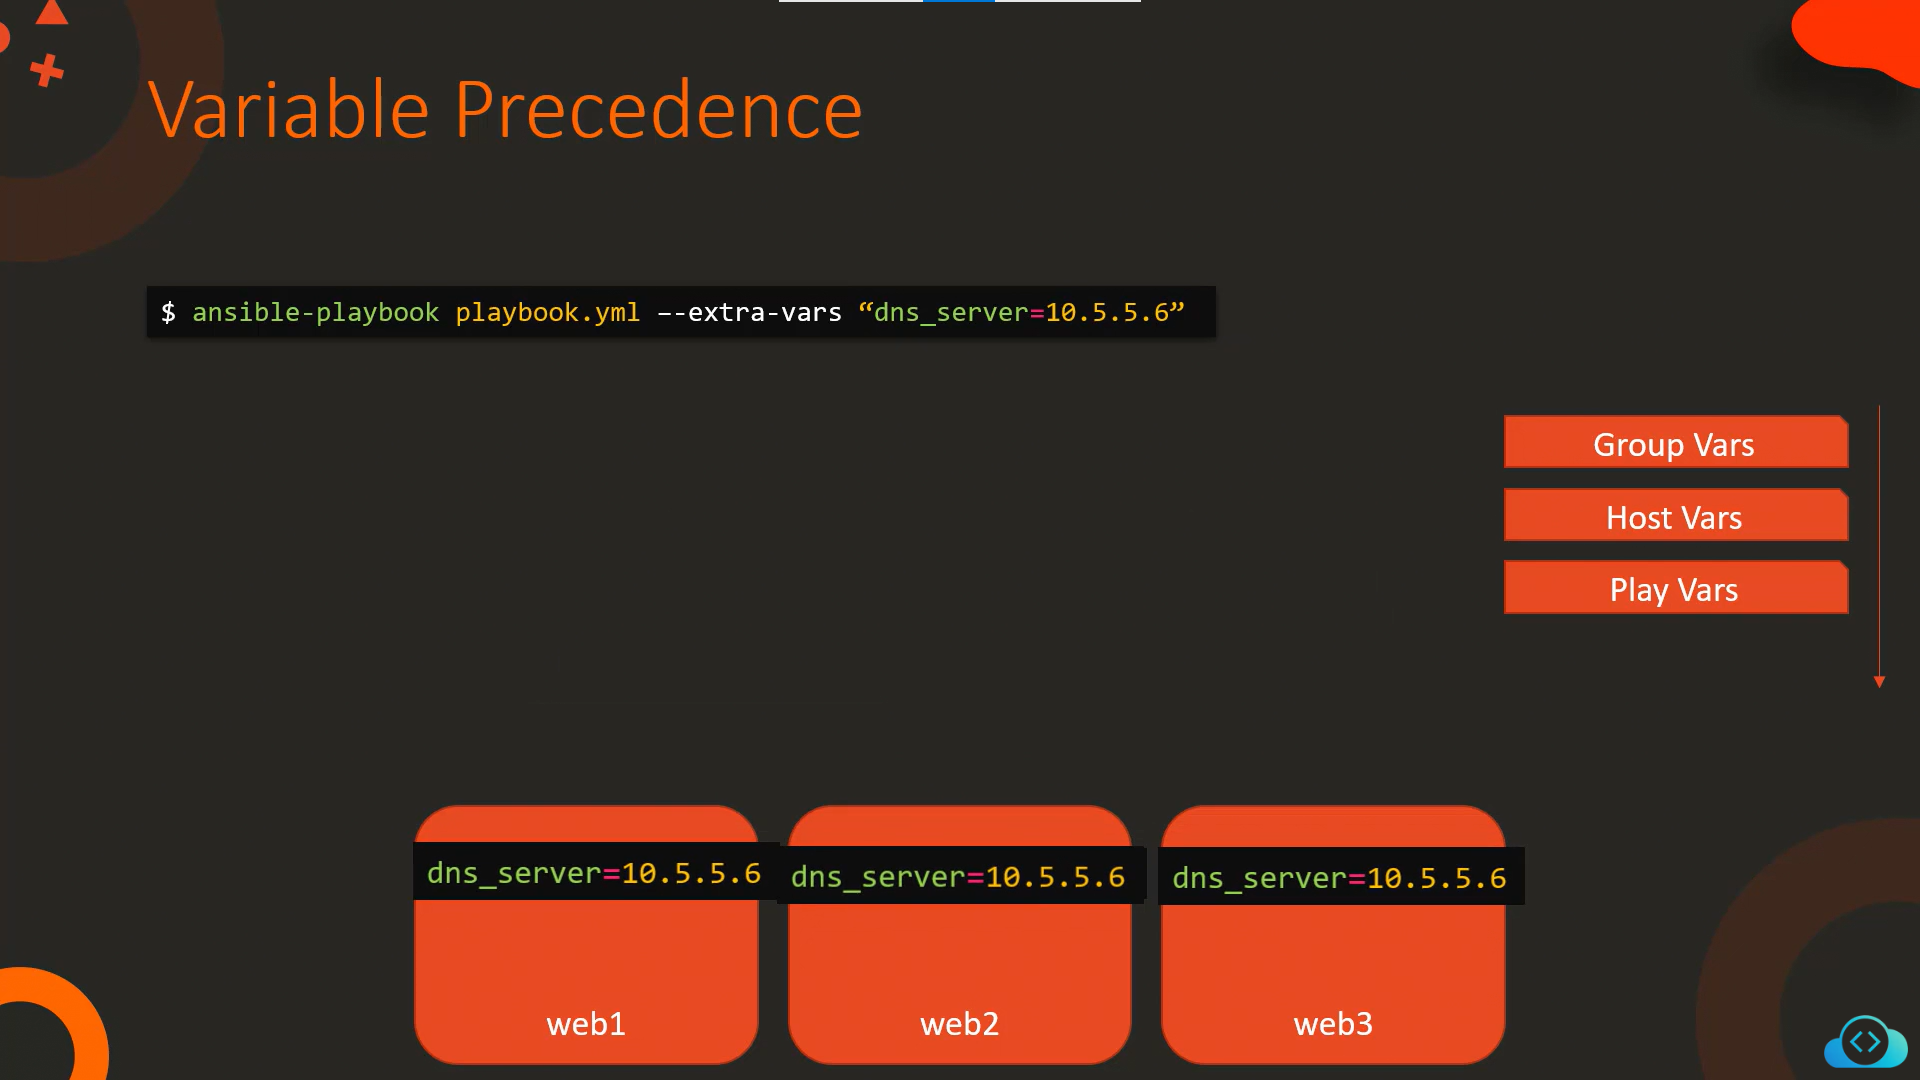 Variable Precedence
$ ansible-playbook playbook.yml –-extra-vars “dns_server=10.5.5.6”
Group Vars
Host Vars
Play Vars
dns_server=10.5.5.6
dns_server=10.5.5.6
dns_server=10.5.5.6
web1
web2
web3